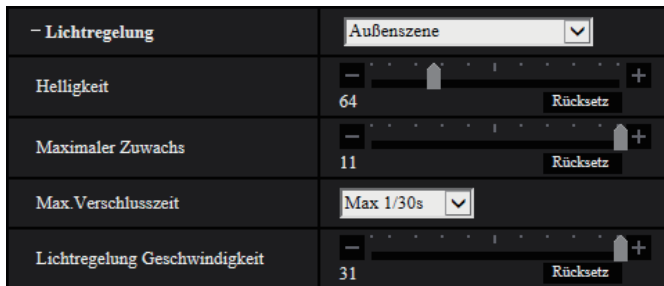 − Lichtregelung Außenszene
Helligkeit − +
64 Rücksetz
Maximaler Zuwachs − +
11 Rücksetz
Max.Verschlusszeit Max 1/30s
Lichtregelung Geschwindigkeit − +
31 Rücksetz